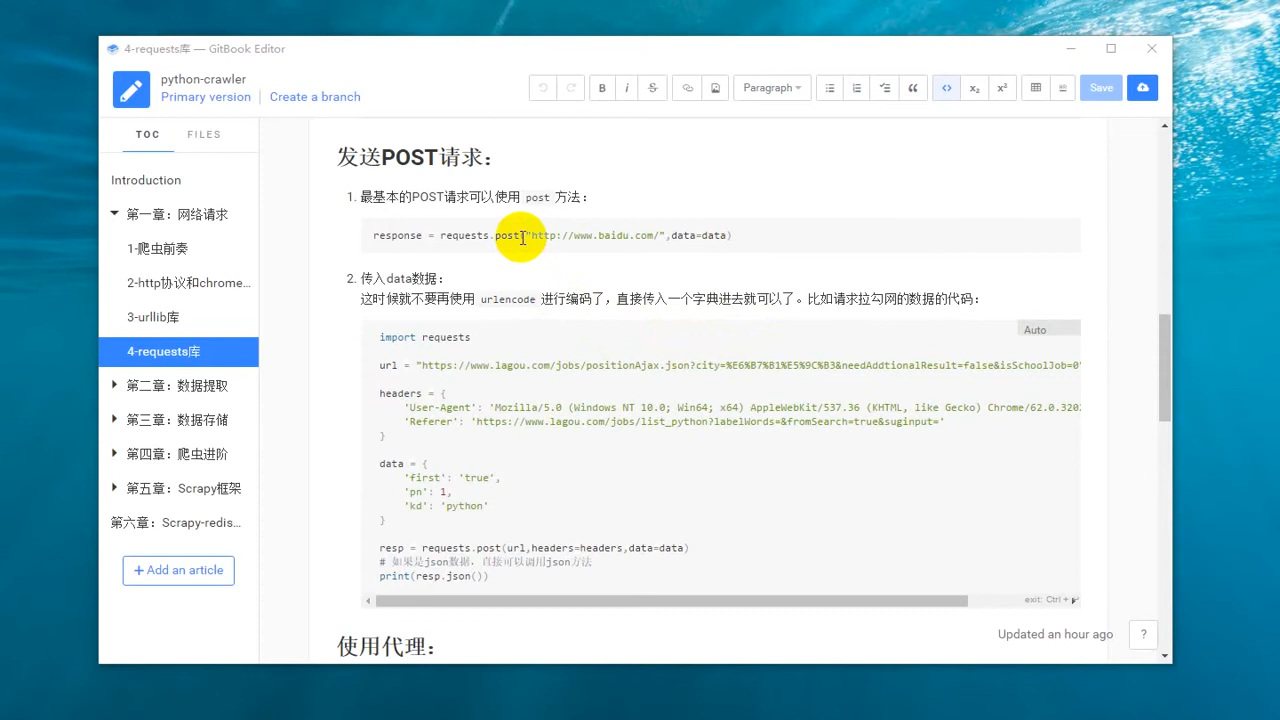 4-requests库 — GitBook Editor
python-crawler
Primary version
Create a branch
B
i
S
Paragraph
x₂
x²
Save
TOC
FILES
Introduction
第一章：网络请求
1-爬虫前奏
2-http协议和chrome...
3-urllib库
4-requests库
第二章：数据提取
第三章：数据存储
第四章：爬虫进阶
第五章：Scrapy框架
第六章：Scrapy-redis...
+ Add an article
发送POST请求：
1. 最基本的POST请求可以使用 post 方法：
response = requests.post("http://www.baidu.com/",data=data)
2. 传入data数据：
这时候就不要再使用 urlencode 进行编码了，直接传入一个字典进去就可以了。比如请求拉勾网的数据的代码：
Auto
import requests
url = "https://www.lagou.com/jobs/positionAjax.json?city=%E6%B7%B1%E5%9C%B3&needAddtionalResult=false&isSchoolJob=0"
headers = {
'User-Agent': 'Mozilla/5.0 (Windows NT 10.0; Win64; x64) AppleWebKit/537.36 (KHTML, like Gecko) Chrome/62.0.3202
'Referer': 'https://www.lagou.com/jobs/list_python?labelWords=&fromSearch=true&suginput='
}
data = {
'first': 'true',
'pn': 1,
'kd': 'python'
}
resp = requests.post(url,headers=headers,data=data)
# 如果是json数据，直接可以调用json方法
print(resp.json())
exit: Ctrl +
使用代理：
Updated an hour ago
?